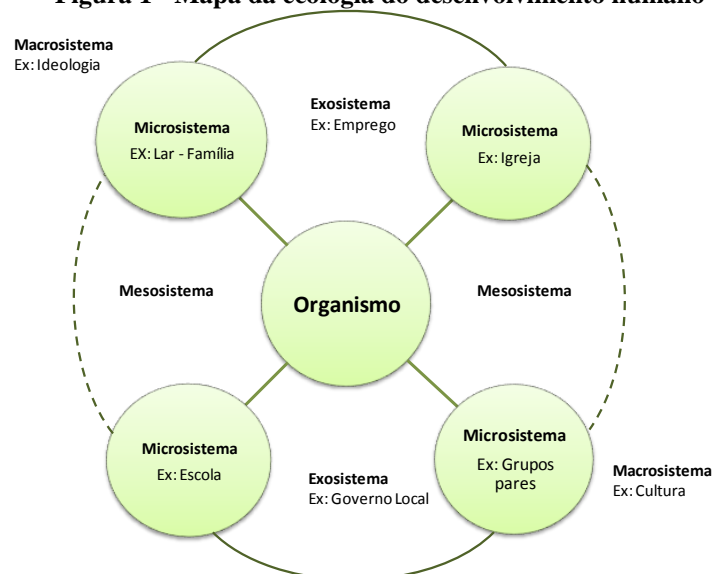 Figura 1 - Mapa da ecologia do desenvolvimento humano
Macrosistema
Ex: Ideologia
Microsistema
EX: Lar - Família
Exosistema
Ex: Emprego
Microsistema
Ex: Igreja
Mesosistema
Organismo
Mesosistema
Microsistema
Ex: Escola
Exosistema
Ex: Governo Local
Microsistema
Ex: Grupos
pares
Macrosistema
Ex: Cultura